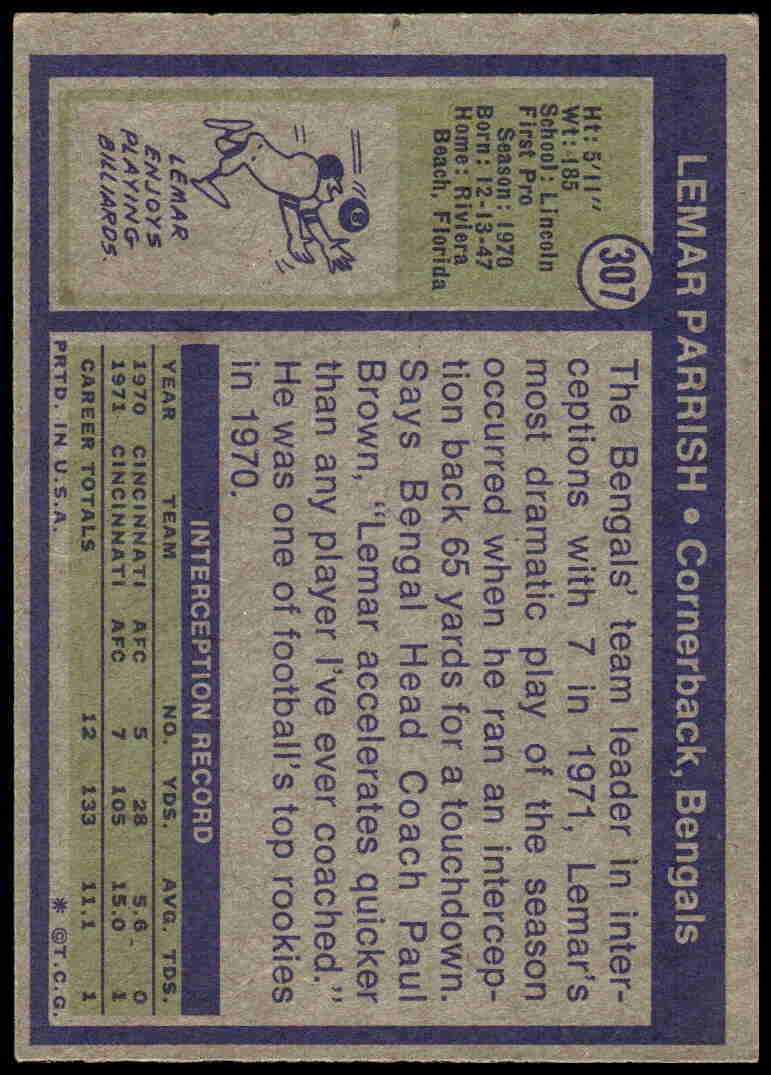 LEMAR PARRISH • Cornerback, Bengals
307
Ht: 5'11"
Wt: 185
School: Lincoln
First Pro
Season: 1970
Born: 12-13-47
Home: Riviera
Beach, Florida
8
LEMAR
ENJOYS
PLAYING
BILLIARDS.
The Bengals' team leader in inter-
ceptions with 7 in 1971, Lemar's
most dramatic play of the season
occurred when he ran an intercep-
tion back 65 yards for a touchdown.
Says Bengal Head Coach Paul
Brown, "Lemar accelerates quicker
than any player I've ever coached."
He was one of football's top rookies
in 1970.
INTERCEPTION RECORD
YEAR TEAM NO. YDS. AVG. TDS.
1970 CINCINNATI AFC 5 28 5.6 0
1971 CINCINNATI AFC 7 105 15.0 1
CAREER TOTALS 12 133 11.1 1
PRTD. IN U.S.A. * ©T.C.G.